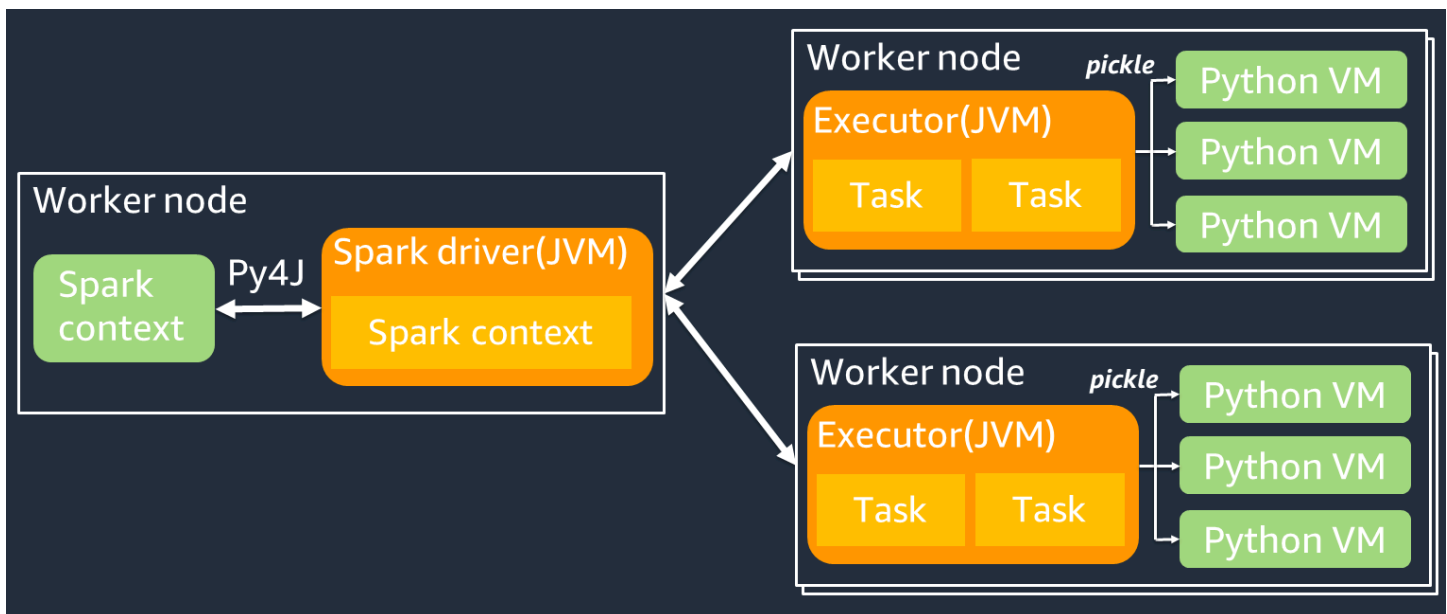 Worker node
Spark
context
Py4J
Spark driver(JVM)
Spark context
Worker node
pickle
Executor(JVM)
Task
Task
Python VM
Python VM
Python VM
Worker node
pickle
Executor(JVM)
Task
Task
Python VM
Python VM
Python VM